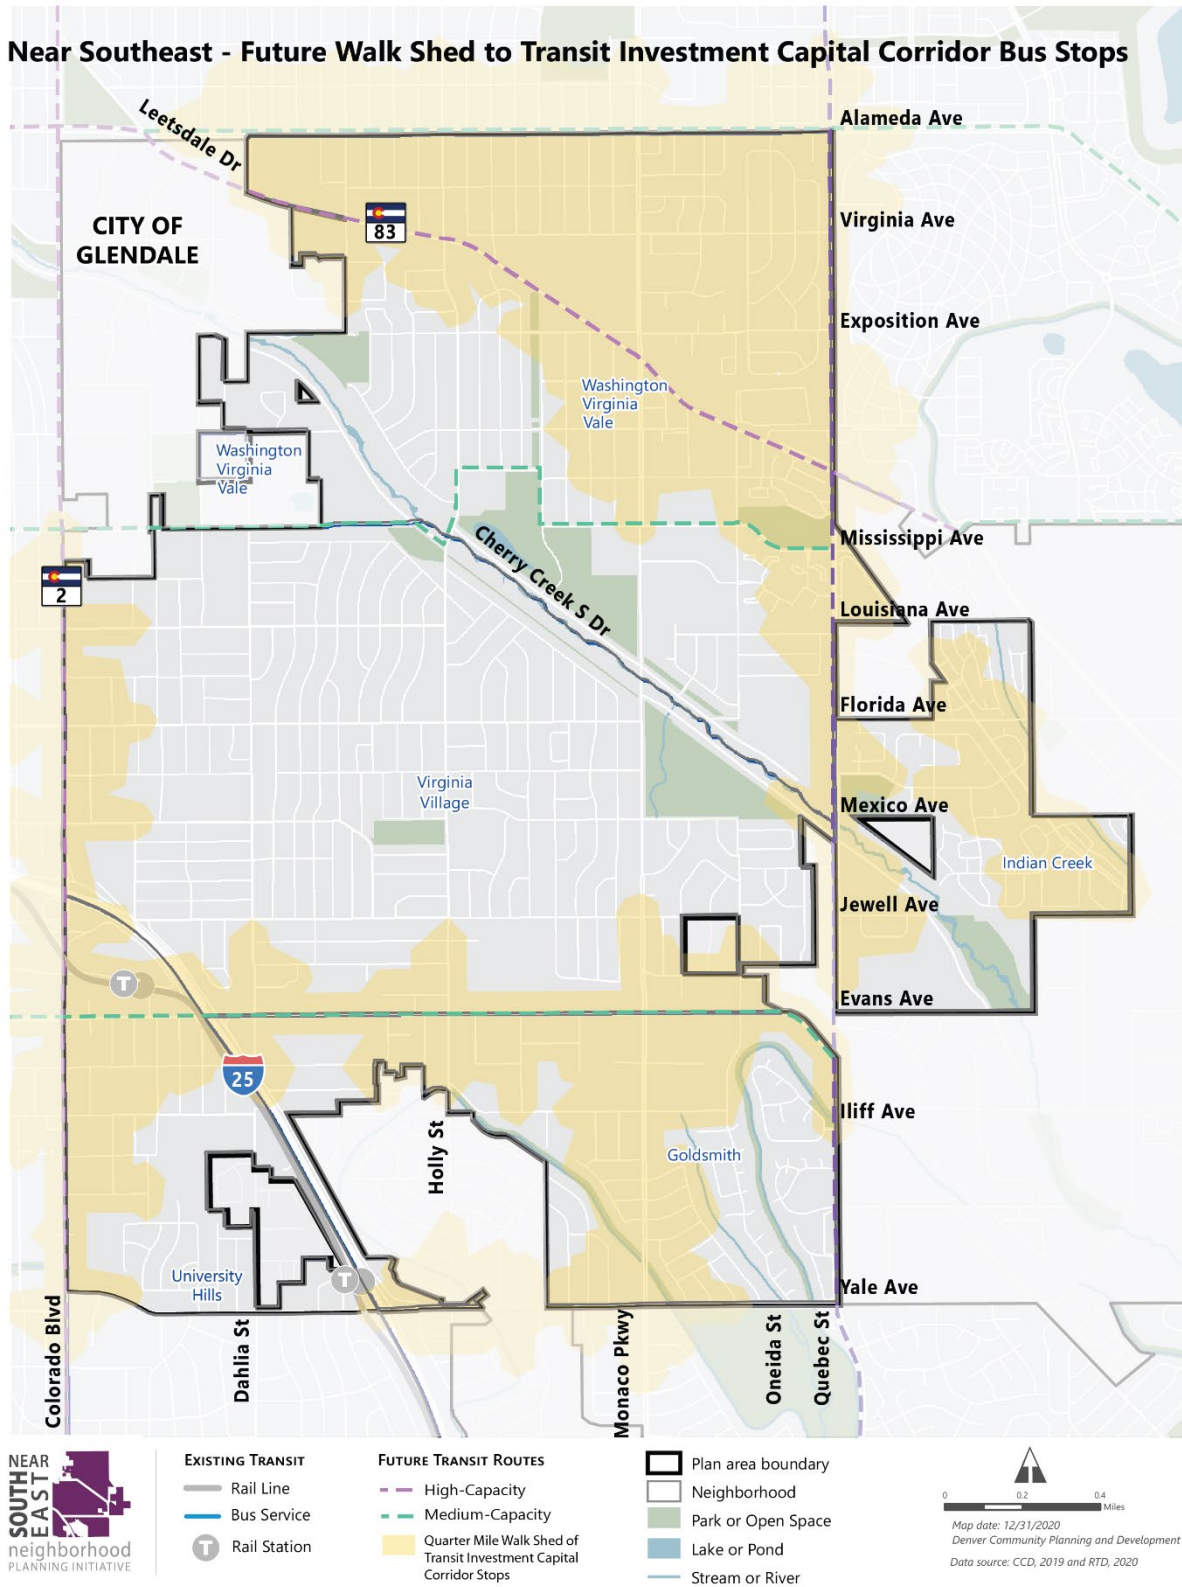 Near Southeast - Future Walk Shed to Transit Investment Capital Corridor Bus Stops
Leetsdale Dr
Alameda Ave
CITY OF
GLENDALE
83
Virginia Ave
Exposition Ave
Washington
Virginia
Vale
Washington
Virginia
Vale
Cherry Creek S Dr
Mississippi Ave
2
Louisiana Ave
Florida Ave
Virginia
Village
Mexico Ave
Indian Creek
Jewell Ave
T
Evans Ave
25
Iliff Ave
Holly St
Goldsmith
University
Hills
T
Yale Ave
Colorado Blvd
Dahlia St
Monaco Pkwy
Oneida St
Quebec St
NEAR
SOUTH
EAST
neighborhood
PLANNING INITIATIVE
EXISTING TRANSIT
Rail Line
Bus Service
T
Rail Station
FUTURE TRANSIT ROUTES
High-Capacity
Medium-Capacity
Quarter Mile Walk Shed of
Transit Investment Capital
Corridor Stops
Plan area boundary
Neighborhood
Park or Open Space
Lake or Pond
Stream or River
0 0.2 0.4
Miles
Map date: 12/31/2020
Denver Community Planning and Development
Data source: CCD, 2019 and RTD, 2020